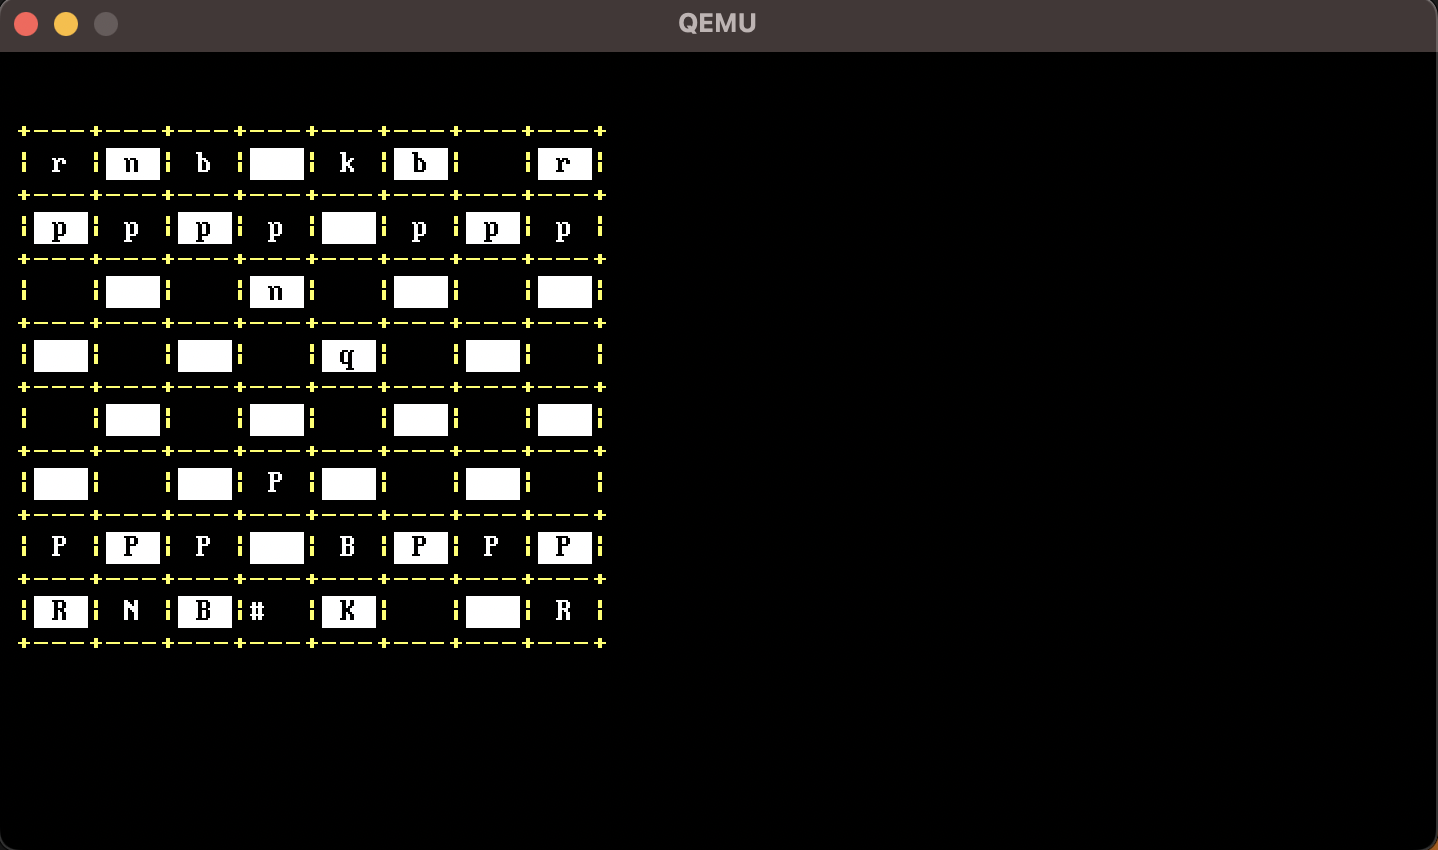 QEMU
+---+---+---+---+---+---+---+---+
| r | n | b |   | k | b |   | r |
+---+---+---+---+---+---+---+---+
| p | p | p | p |   | p | p | p |
+---+---+---+---+---+---+---+---+
|   |   |   | n |   |   |   |   |
+---+---+---+---+---+---+---+---+
|   |   |   |   | q |   |   |   |
+---+---+---+---+---+---+---+---+
|   |   |   |   |   |   |   |   |
+---+---+---+---+---+---+---+---+
|   |   |   | P |   |   |   |   |
+---+---+---+---+---+---+---+---+
| P | P | P |   | B | P | P | P |
+---+---+---+---+---+---+---+---+
| R | N | B |#  | K |   |   | R |
+---+---+---+---+---+---+---+---+